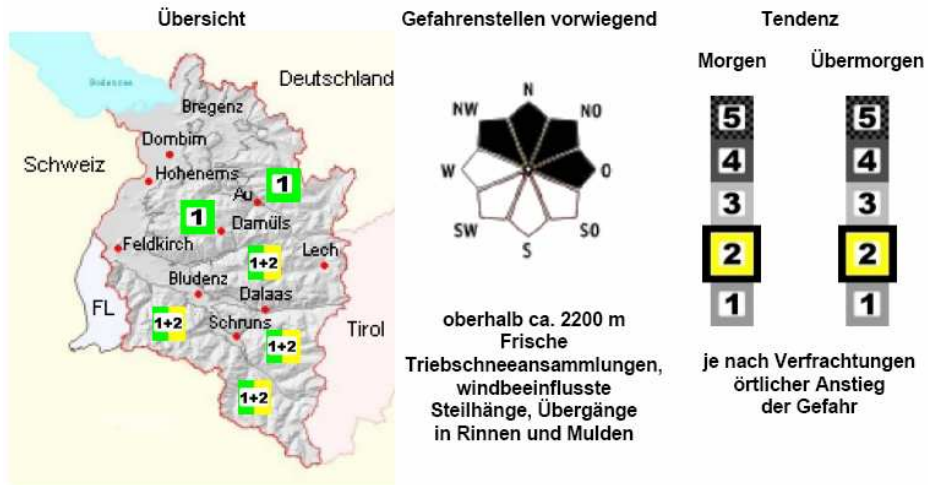 Übersicht
Bodensee
Deutschland
Bregenz
Dornbirn
Schweiz
Hohenems
1
Au
1
Damüls
Feldkirch
1+2
Lech
Bludenz
Dalaas
FL
1+2
Schruns
1+2
Tirol
1+2
Gefahrenstellen vorwiegend
N
NW
NO
W
O
SW
SO
S
oberhalb ca. 2200 m
Frische
Triebschneeansammlungen,
windbeeinflusste
Steilhänge, Übergänge
in Rinnen und Mulden
Tendenz
Morgen Übermorgen
5 5
4 4
3 3
2 2
1 1
je nach Verfrachtungen
örtlicher Anstieg
der Gefahr